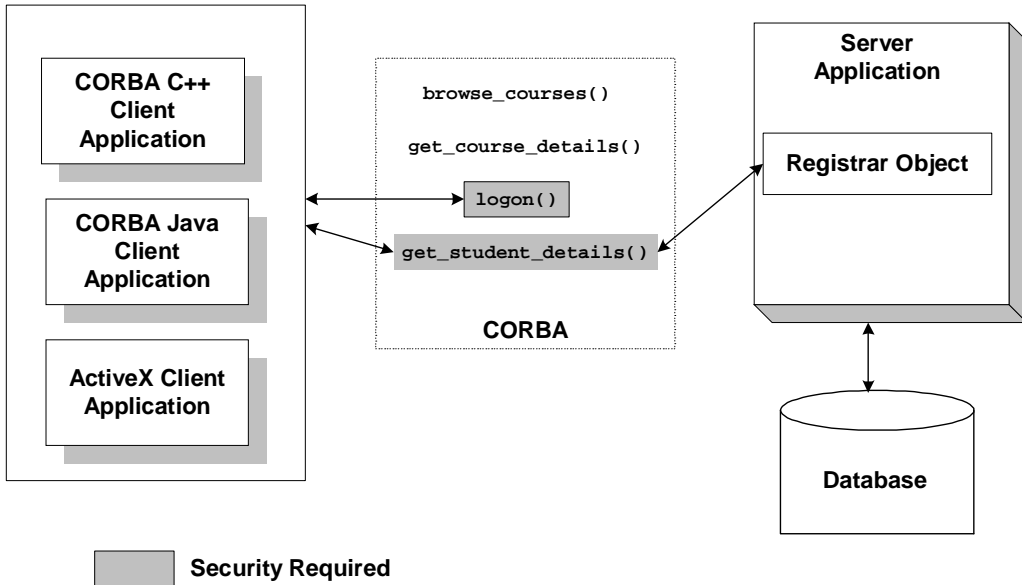 CORBA C++
Client
Application
CORBA Java
Client
Application
ActiveX Client
Application
browse_courses()
get_course_details()
logon()
get_student_details()
CORBA
Server
Application
Registrar Object
Database
Security Required